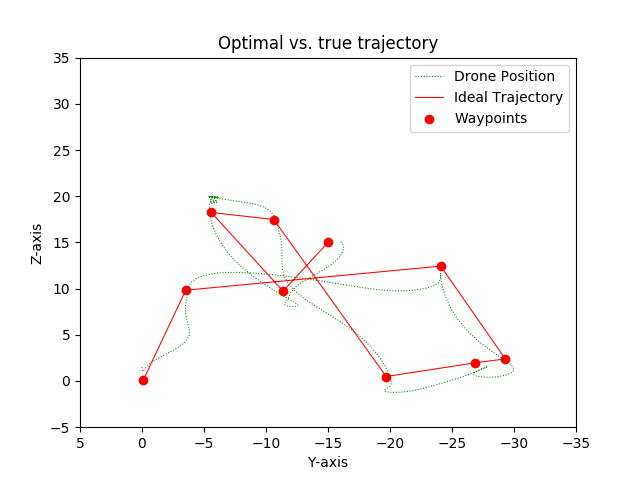 Optimal vs. true trajectory
Drone Position
Ideal Trajectory
Waypoints
35
30
25
20
15
10
5
0
−5
Z-axis
5 0 −5 −10 −15 −20 −25 −30 −35
Y-axis